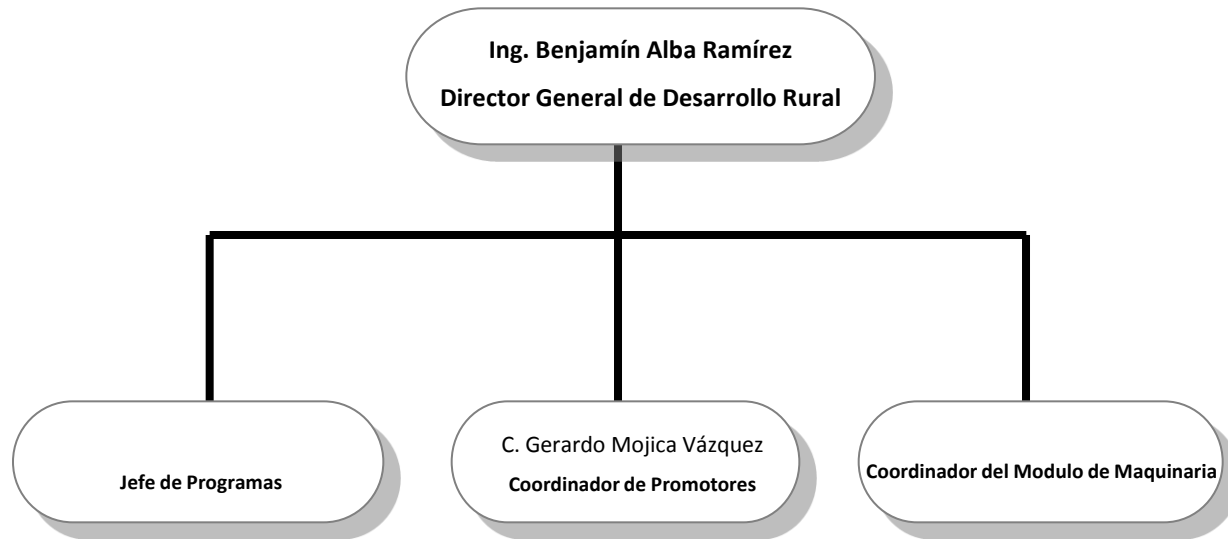 Ing. Benjamín Alba Ramírez
Director General de Desarrollo Rural
Jefe de Programas
C. Gerardo Mojica Vázquez
Coordinador de Promotores
Coordinador del Modulo de Maquinaria